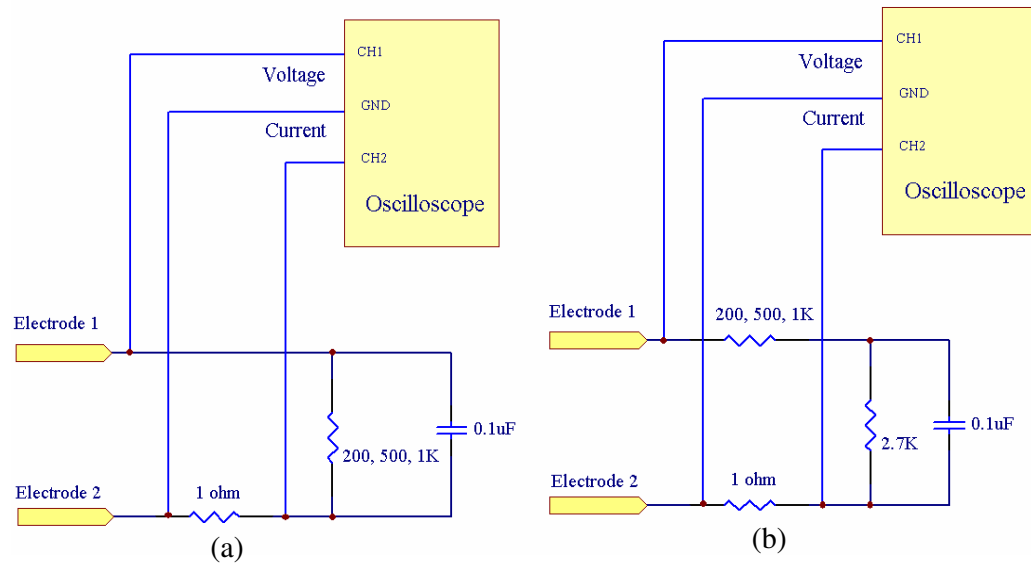 CH1
Voltage
GND
Current
CH2
Oscilloscope
Electrode 1
0.1uF
200, 500, 1K
Electrode 2
1 ohm
(a)
CH1
Voltage
GND
Current
CH2
Oscilloscope
Electrode 1
200, 500, 1K
0.1uF
2.7K
Electrode 2
1 ohm
(b)